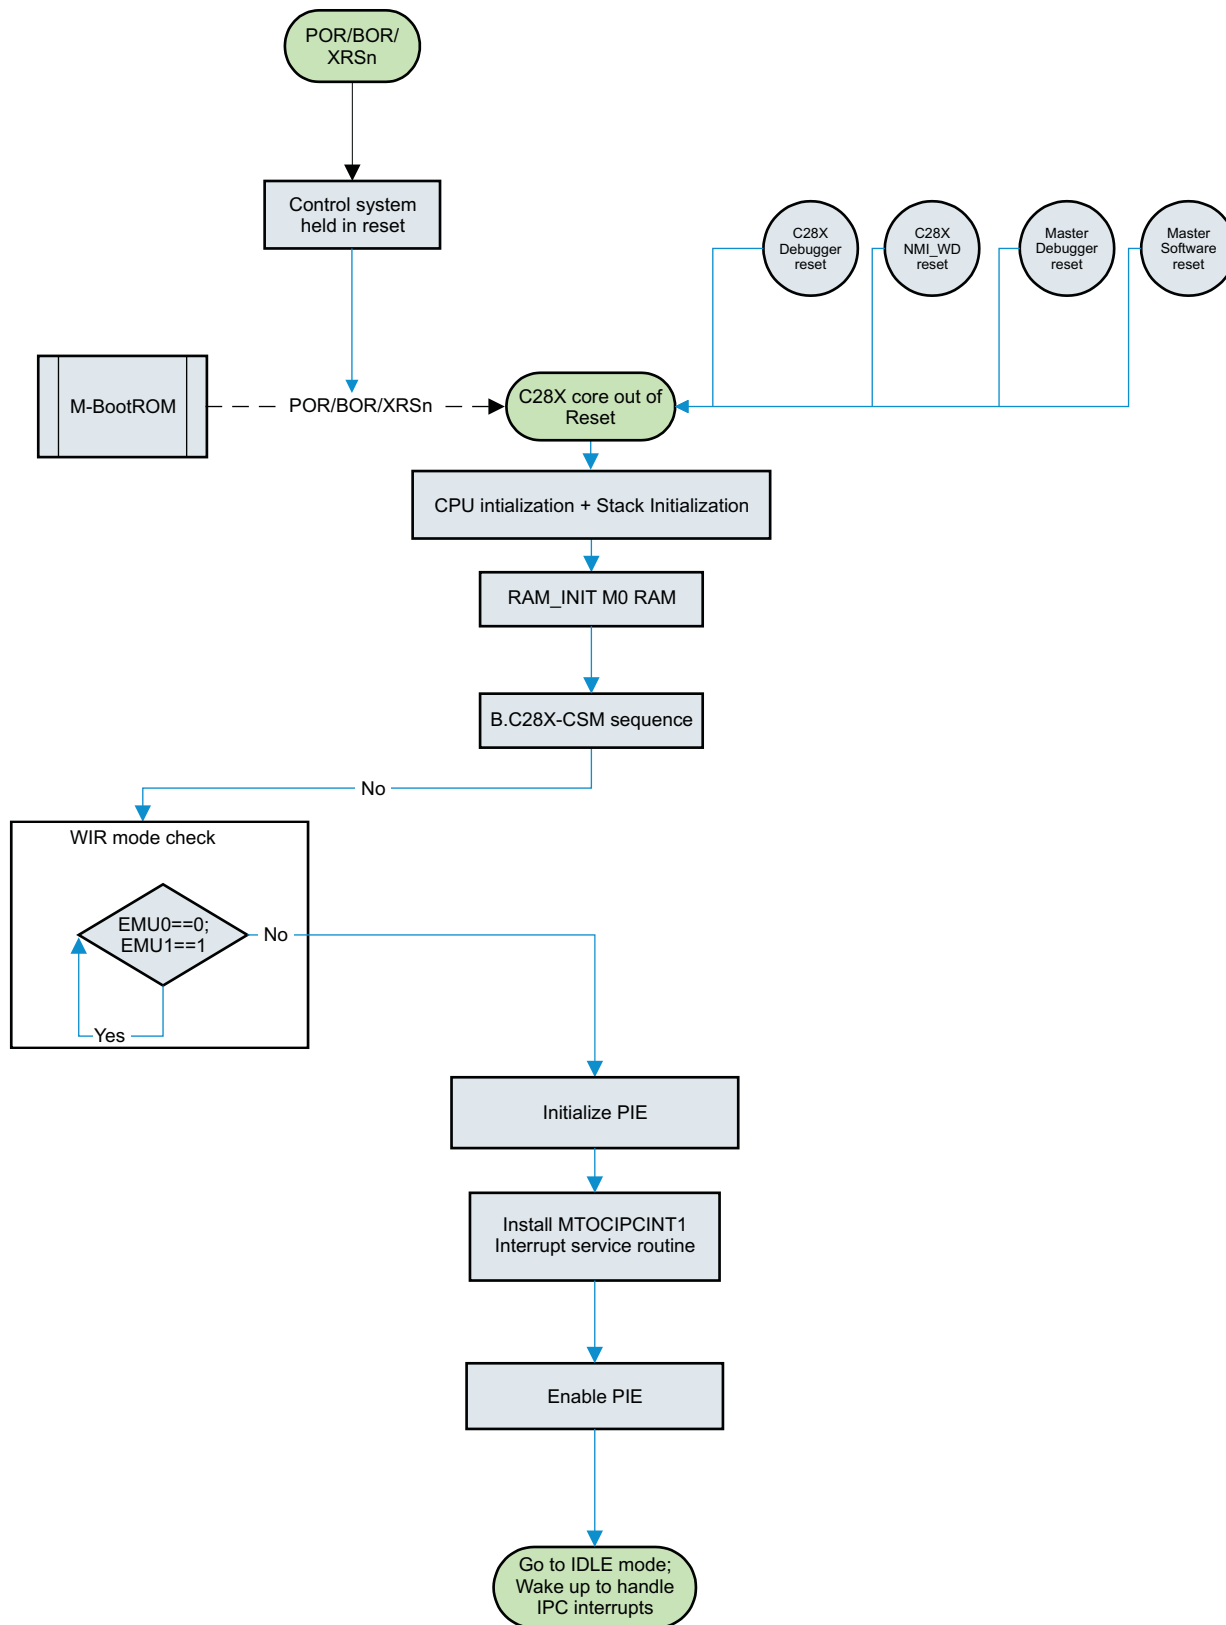 POR/BOR/
XRSn
Control system
held in reset
C28X
Debugger
reset
C28X
NMI_WD
reset
Master
Debugger
reset
Master
Software
reset
M-BootROM
POR/BOR/XRSn
C28X core out of
Reset
CPU intialization + Stack Initialization
RAM_INIT M0 RAM
B.C28X-CSM sequence
No
WIR mode check
EMU0==0;
EMU1==1
No
Yes
Initialize PIE
Install MTOCIPCINT1
Interrupt service routine
Enable PIE
Go to IDLE mode;
Wake up to handle
IPC interrupts